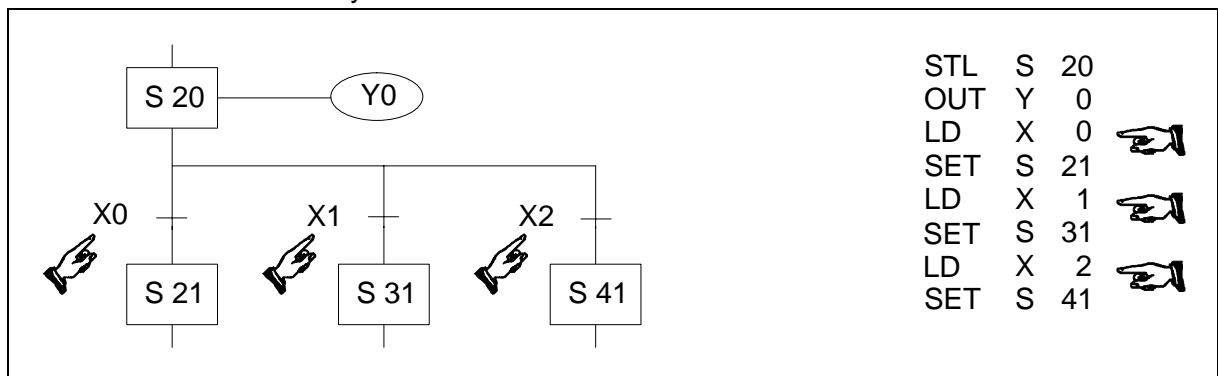 S 20 Y0
X0 X1 X2
S 21 S 31 S 41
STL S 20
OUT Y 0
LD X 0
SET S 21
LD X 1
SET S 31
LD X 2
SET S 41